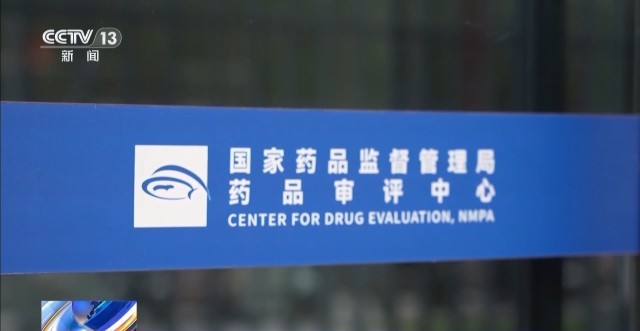 CCTV 13
新闻
国家药品监督管理局
药品审评中心
CENTER FOR DRUG EVALUATION, NMPA